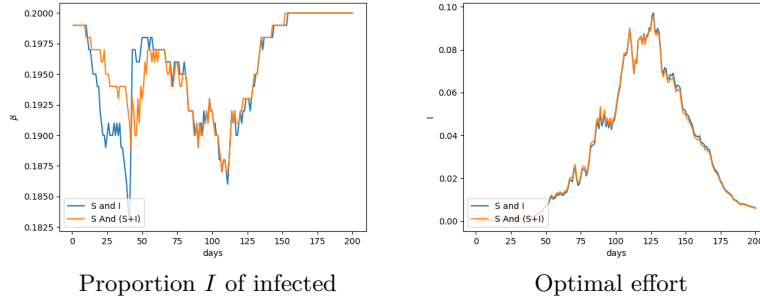 0.2000
0.1975
0.1950
0.1925
0.1900
0.1875
0.1850
0.1825
β
S and I
S And (S+I)
0 25 50 75 100 125 150 175 200
days
Proportion I of infected
0.10
0.08
0.06
0.04
0.02
0.00
I
S and I
S And (S+I)
0 25 50 75 100 125 150 175 200
days
Optimal effort